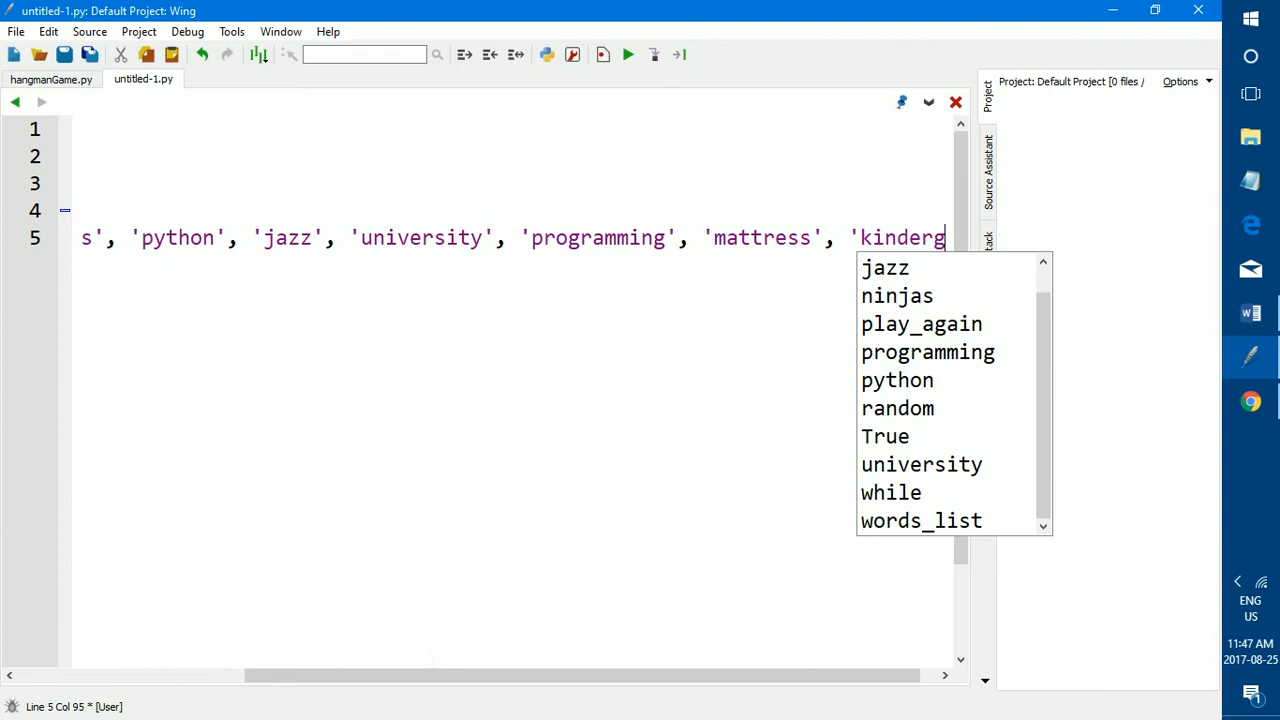 untitled-1.py: Default Project: Wing
File Edit Source Project Debug Tools Window Help
hangmanGame.py untitled-1.py
Project: Default Project [0 files / Options
Project
Source Assistant
tack
1
2
3
4
5 s', 'python', 'jazz', 'university', 'programming', 'mattress', 'kinderg
jazz
ninjas
play_again
programming
python
random
True
university
while
words_list
Line 5 Col 95 * [User]
ENG
US
11:47 AM
2017-08-25
1